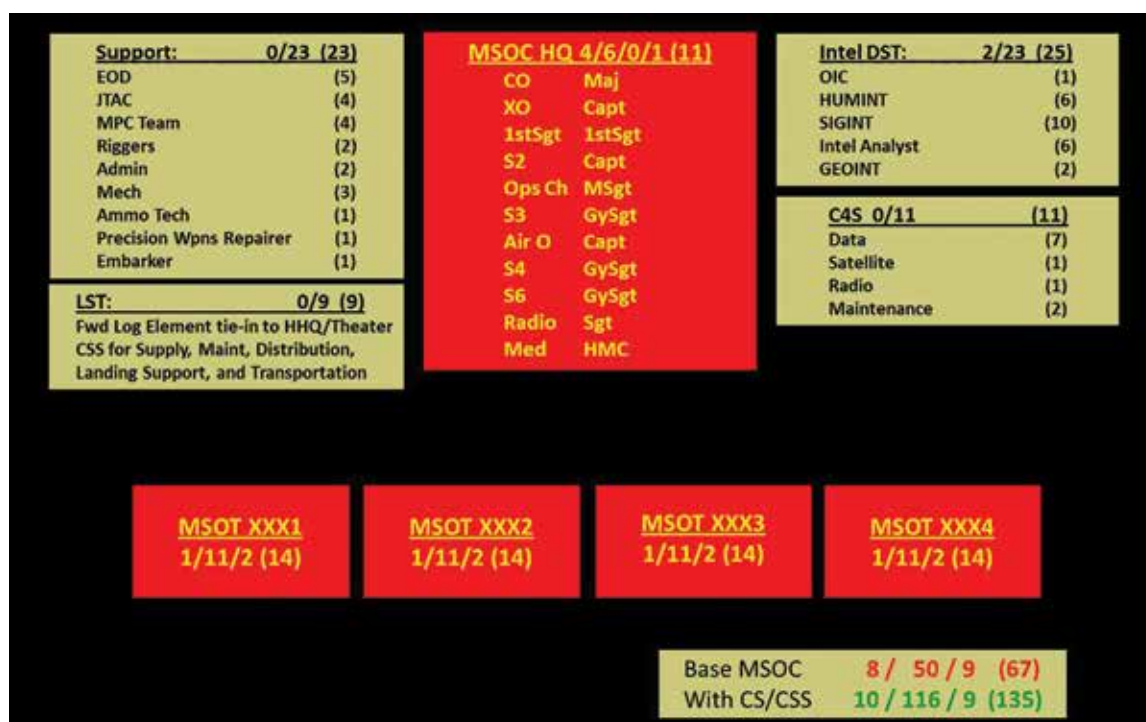 Support: 0/23 (23)
EOD (5)
JTAC (4)
MPC Team (4)
Riggers (2)
Admin (2)
Mech (3)
Ammo Tech (1)
Precision Wpns Repairer (1)
Embarker (1)
LST: 0/9 (9)
Fwd Log Element tie-in to HHQ/Theater
CSS for Supply, Maint, Distribution,
Landing Support, and Transportation
MSOC HQ 4/6/0/1 (11)
CO Maj
XO Capt
1stSgt 1stSgt
S2 Capt
Ops Ch MSgt
S3 GySgt
Air O Capt
S4 GySgt
S6 GySgt
Radio Sgt
Med HMC
Intel DST: 2/23 (25)
OIC (1)
HUMINT (6)
SIGINT (10)
Intel Analyst (6)
GEOINT (2)
C4S 0/11 (11)
Data (7)
Satellite (1)
Radio (1)
Maintenance (2)
MSOT XXX1
1/11/2 (14)
MSOT XXX2
1/11/2 (14)
MSOT XXX3
1/11/2 (14)
MSOT XXX4
1/11/2 (14)
Base MSOC 8 / 50 / 9 (67)
With CS/CSS 10 / 116 / 9 (135)